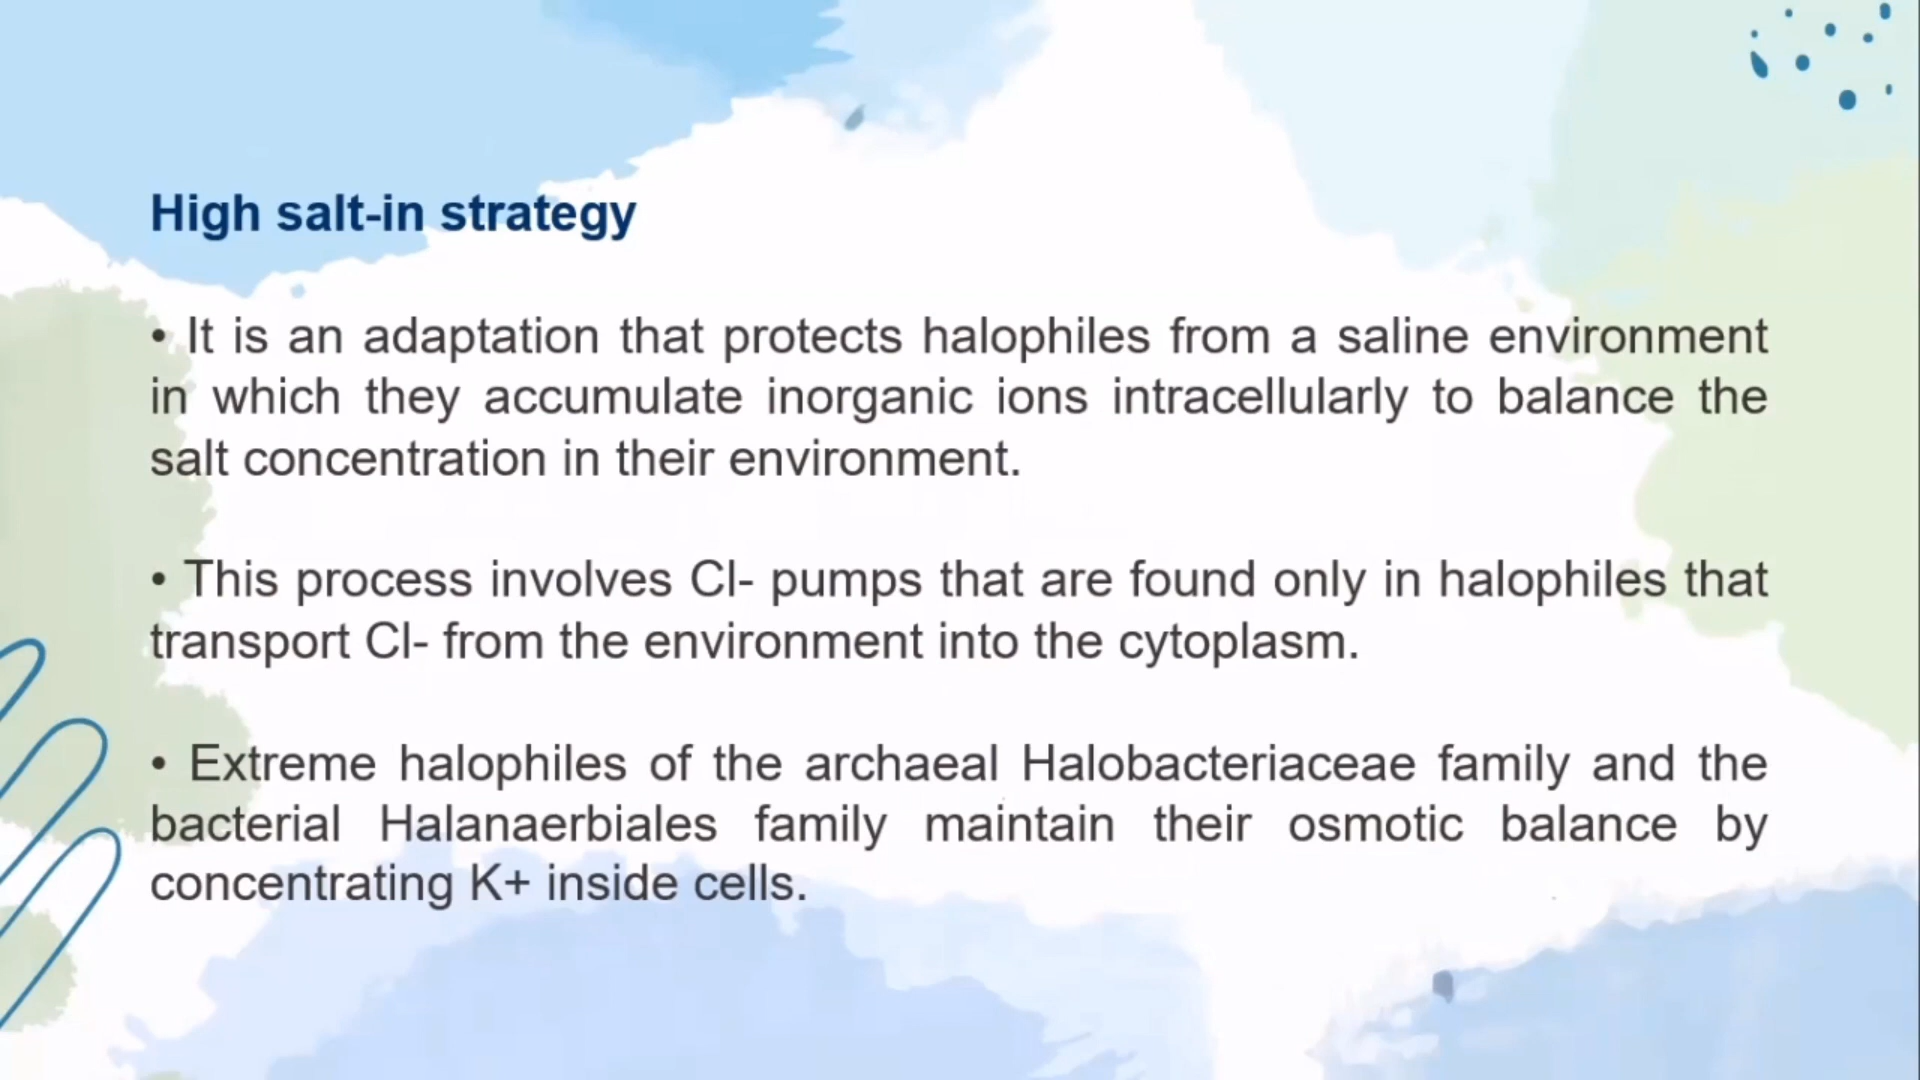 High salt-in strategy
• It is an adaptation that protects halophiles from a saline environment
in which they accumulate inorganic ions intracellularly to balance the
salt concentration in their environment.
• This process involves Cl- pumps that are found only in halophiles that
transport Cl- from the environment into the cytoplasm.
• Extreme halophiles of the archaeal Halobacteriaceae family and the
bacterial Halanaerbiales family maintain their osmotic balance by
concentrating K+ inside cells.